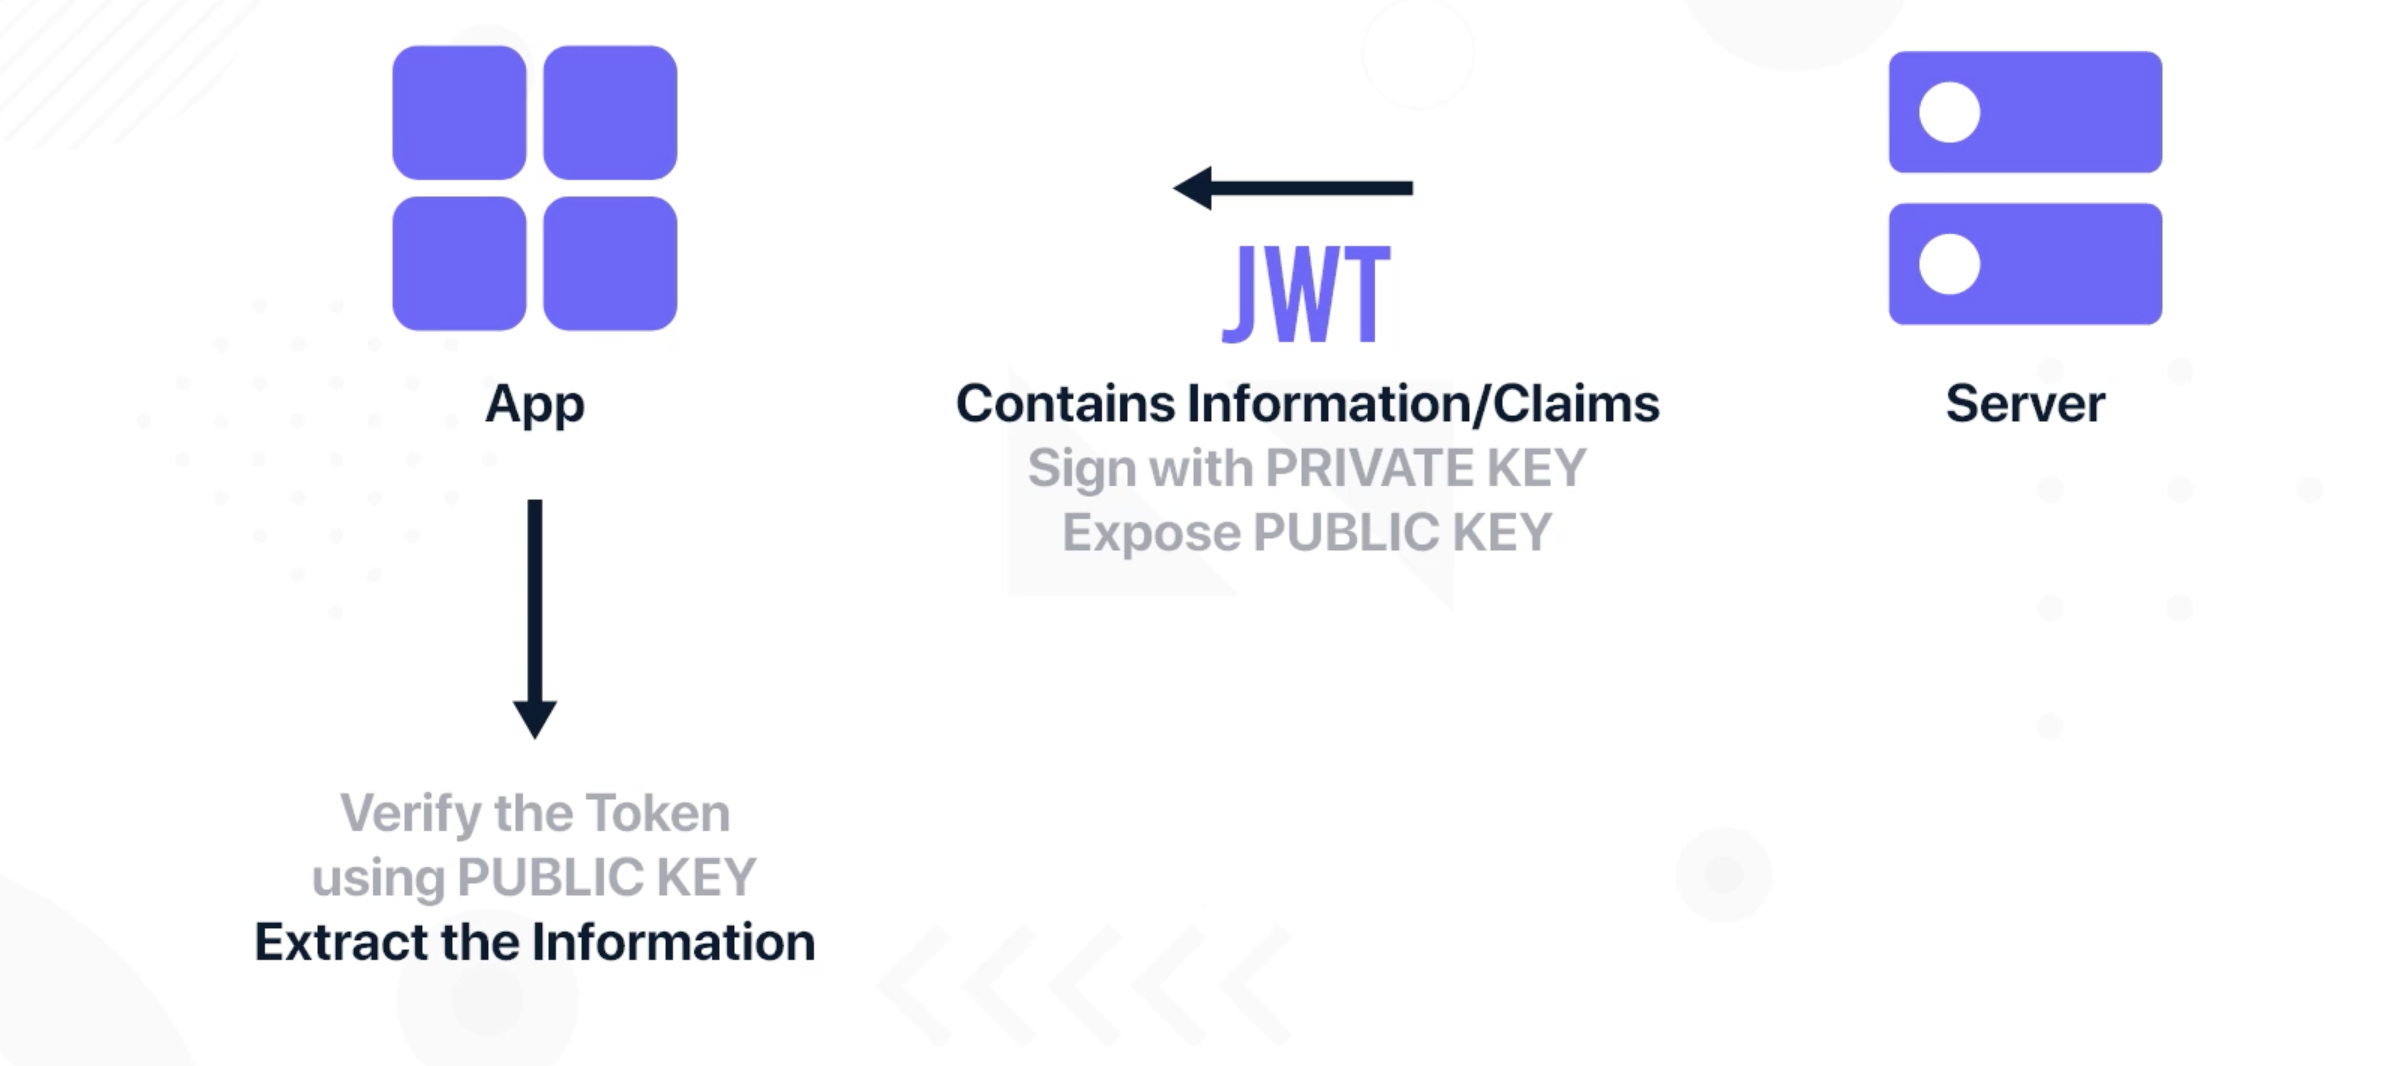 JWT
App
Contains Information/Claims
Server
Sign with PRIVATE KEY
Expose PUBLIC KEY
Verify the Token
using PUBLIC KEY
Extract the Information